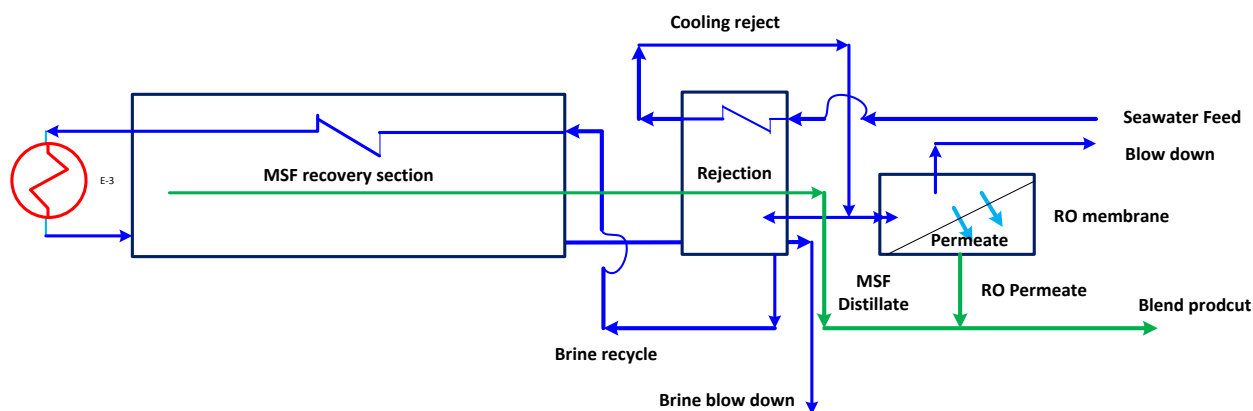 Cooling reject
Seawater Feed
Blow down
E-3
MSF recovery section
Rejection
RO membrane
Permeate
MSF
Distillate
RO Permeate
Blend prodcut
Brine recycle
Brine blow down